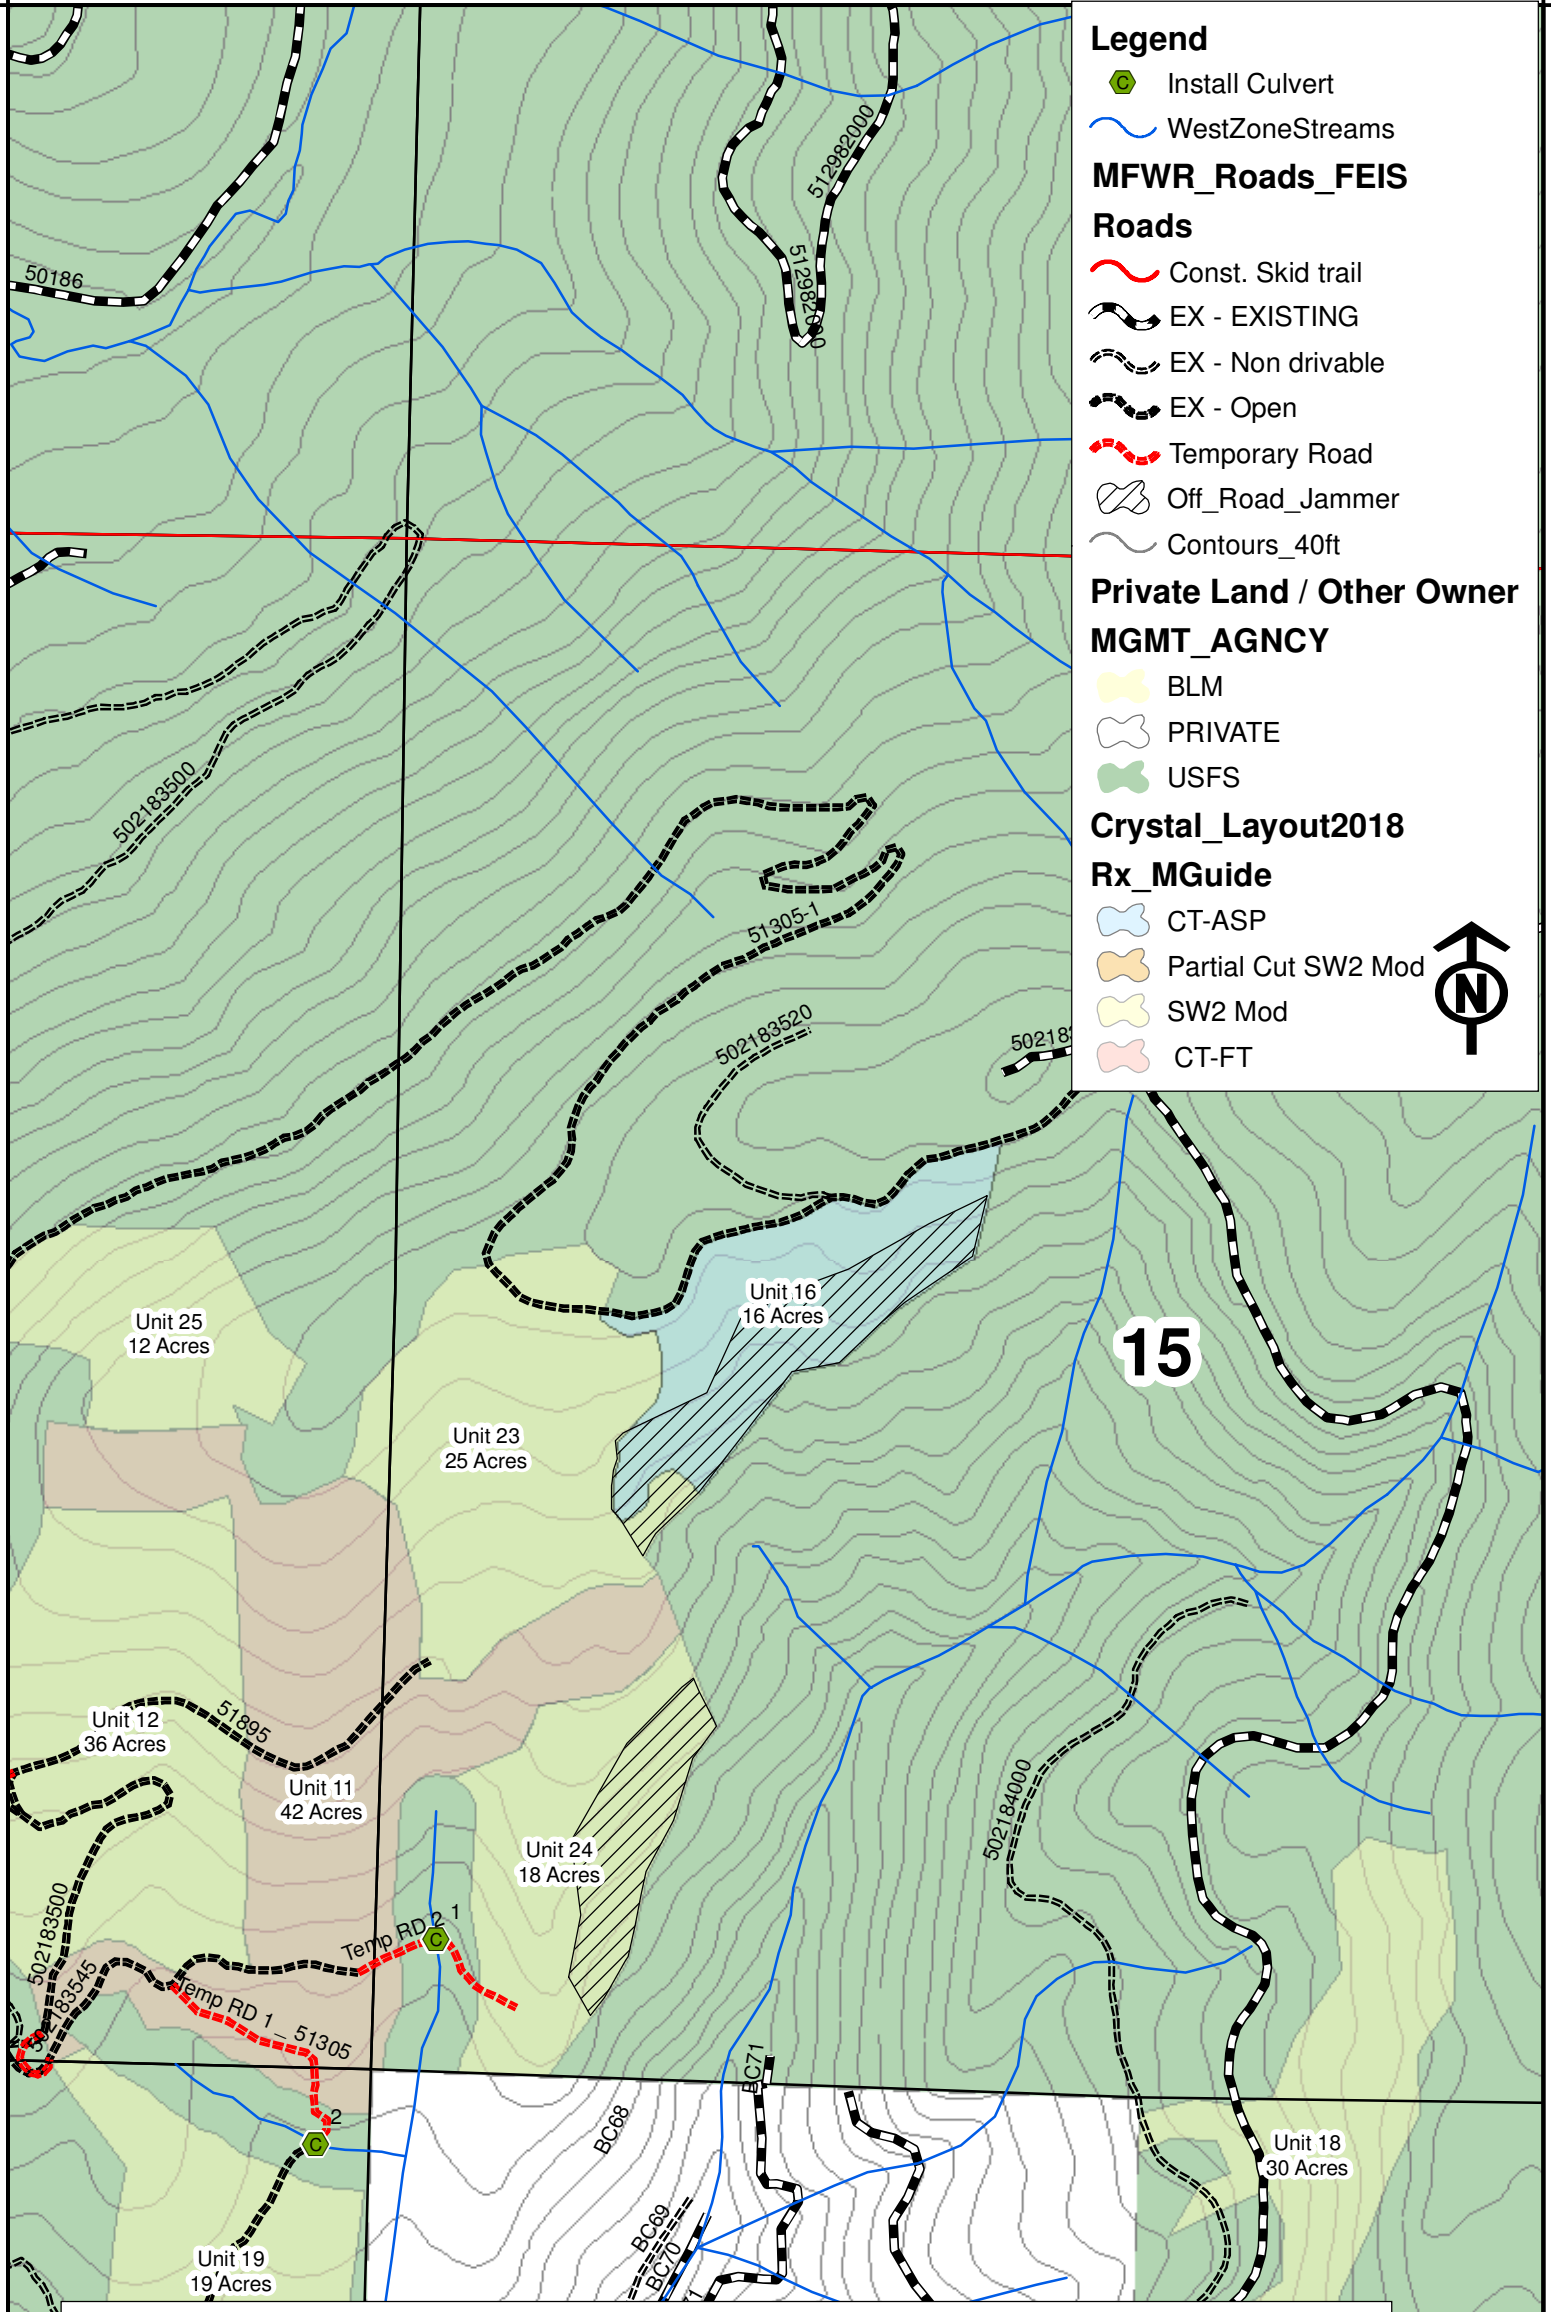 Legend
C Install Culvert
WestZoneStreams
MFWR_Roads_FEIS
Roads
Const. Skid trail
EX - EXISTING
EX - Non drivable
EX - Open
Temporary Road
Off_Road_Jammer
Contours_40ft
Private Land / Other Owner
MGMT_AGNCY
BLM
PRIVATE
USFS
Crystal_Layout2018
Rx_MGuide
CT-ASP
Partial Cut SW2 Mod
SW2 Mod
CT-FT
N
512982000
512982000
50186
502183500
51305-1
502183520
50218
Unit 16
16 Acres
Unit 25
12 Acres
15
Unit 23
25 Acres
51895
Unit 12
36 Acres
Unit 11
42 Acres
502184000
Unit 24
18 Acres
502183500
Temp RD 2
1
C
502183545
Temp RD 1_ 51305
2
C
BC71
BC68
Unit 18
30 Acres
BC69
BC70
Unit 19
19 Acres